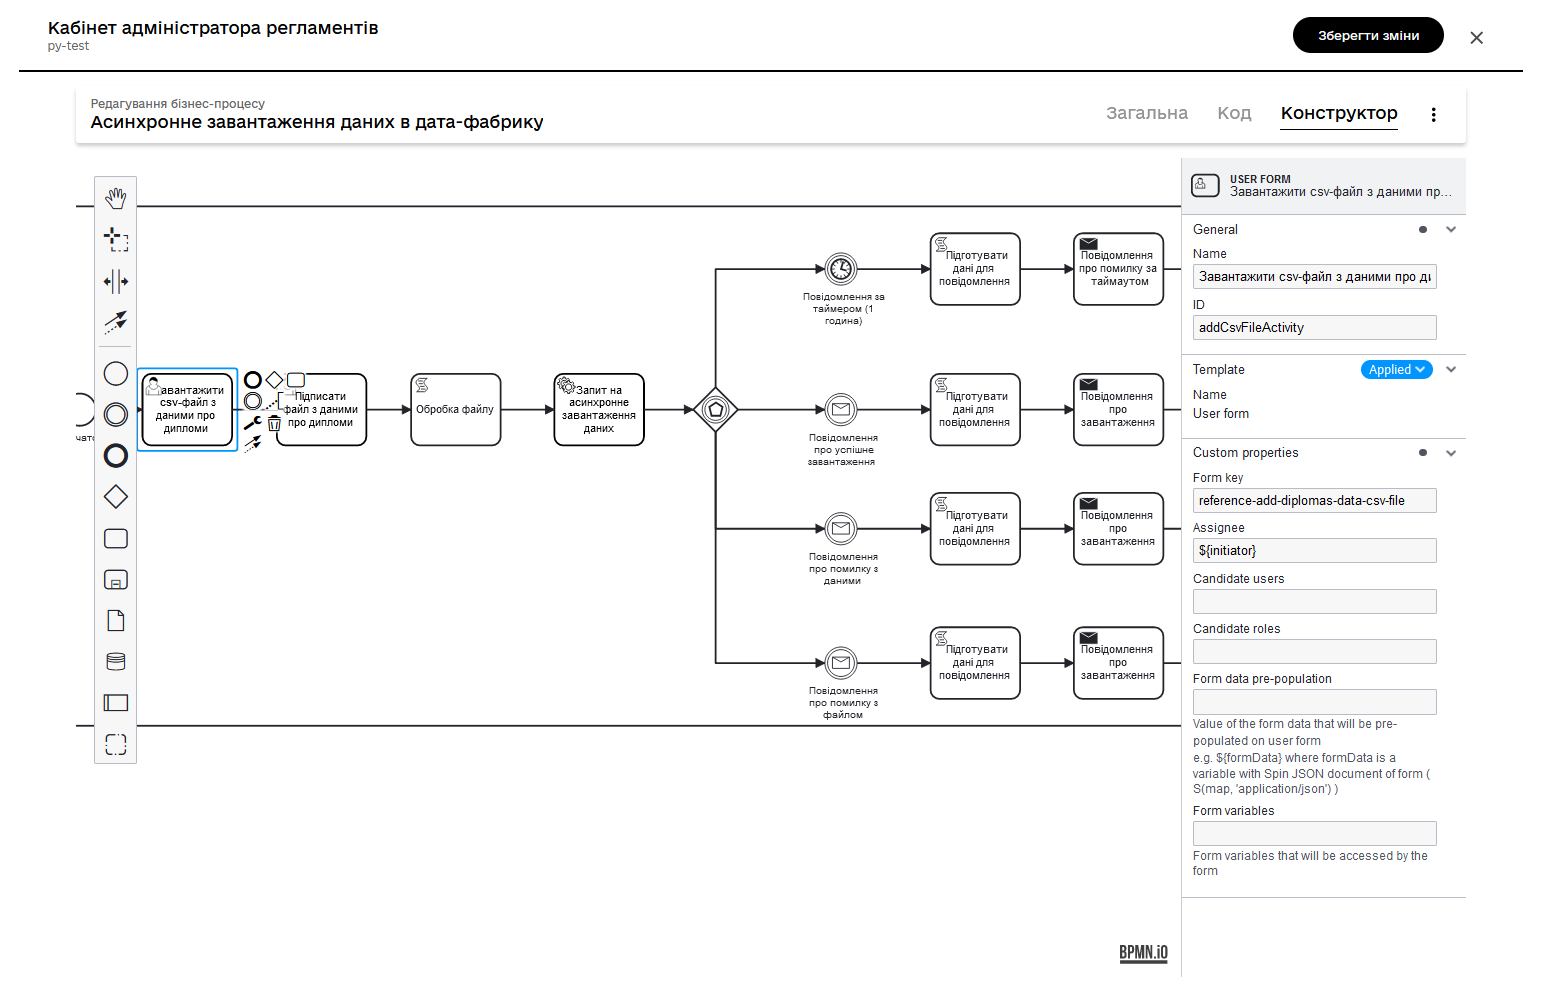 Кабінет адміністратора регламентів
py-test
Зберегти зміни
Редагування бізнес-процесу
Асинхронне завантаження даних в дата-фабрику
Загальна
Код
Конструктор
авантажити
csv-файл з
даними про
дипломи
Підписати
файл з даними
про дипломи
Обробка файлу
Запит на
асинхронне
завантаження
даних
Повідомлення за
таймером (1
година)
Підготувати
дані для
повідомлення
Повідомлення
про помилку за
таймаутом
Повідомлення
про успішне
завантаження
Підготувати
дані для
повідомлення
Повідомлення
про
завантаження
Повідомлення
про помилку з
даними
Підготувати
дані для
повідомлення
Повідомлення
про
завантаження
Повідомлення
про помилку з
файлом
Підготувати
дані для
повідомлення
Повідомлення
про
завантаження
BPMN.iO
USER FORM
Завантажити csv-файл з даними пр...
General
Name
Завантажити csv-файл з даними про ди
ID
addCsvFileActivity
Template
Applied
Name
User form
Custom properties
Form key
reference-add-diplomas-data-csv-file
Assignee
${initiator}
Candidate users
Candidate roles
Form data pre-population
Value of the form data that will be pre-
populated on user form
e.g. ${formData} where formData is a
variable with Spin JSON document of form (
S(map, 'application/json') )
Form variables
Form variables that will be accessed by the
form